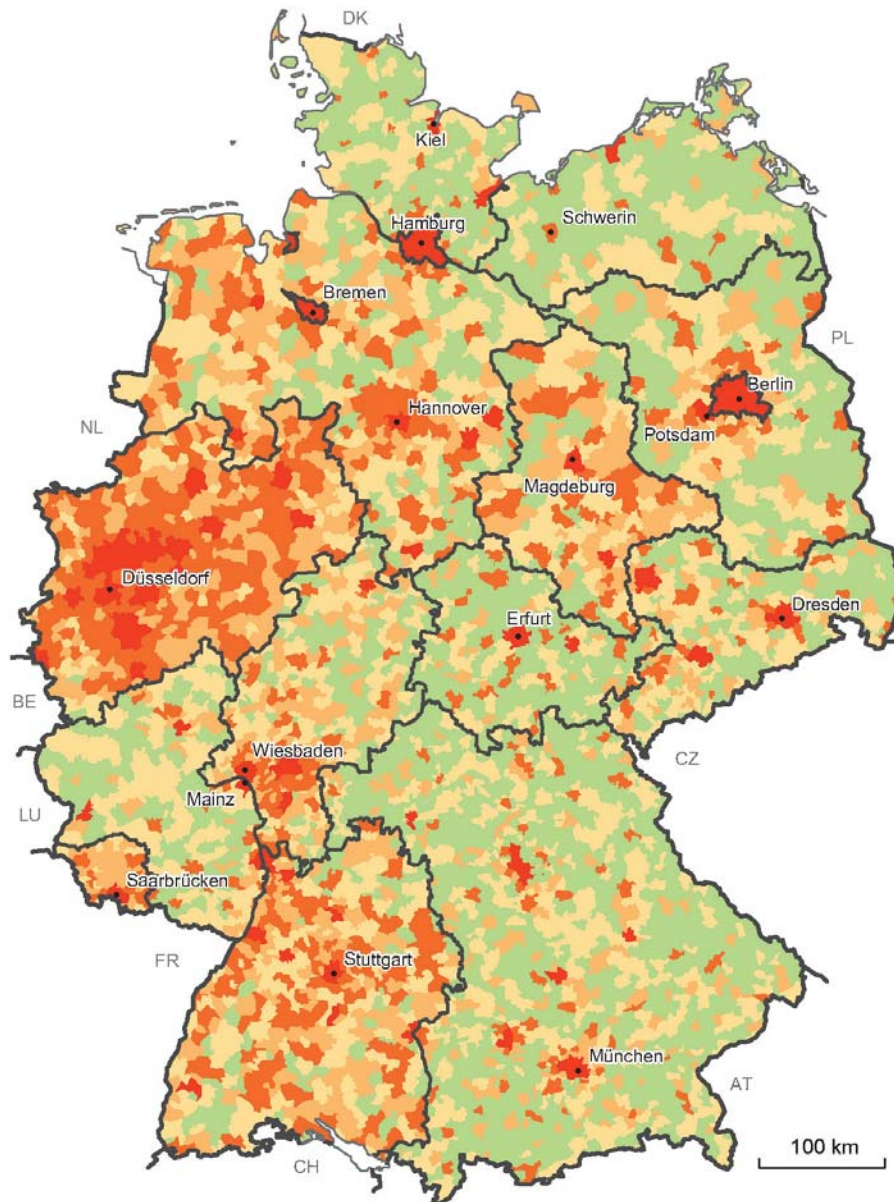 DK
Kiel
Hamburg
Schwerin
Bremen
PL
Berlin
Hannover
NL
Potsdam
Magdeburg
Düsseldorf
Dresden
Erfurt
BE
Wiesbaden
CZ
Mainz
LU
Saarbrücken
FR
Stuttgart
München
AT
100 km
CH